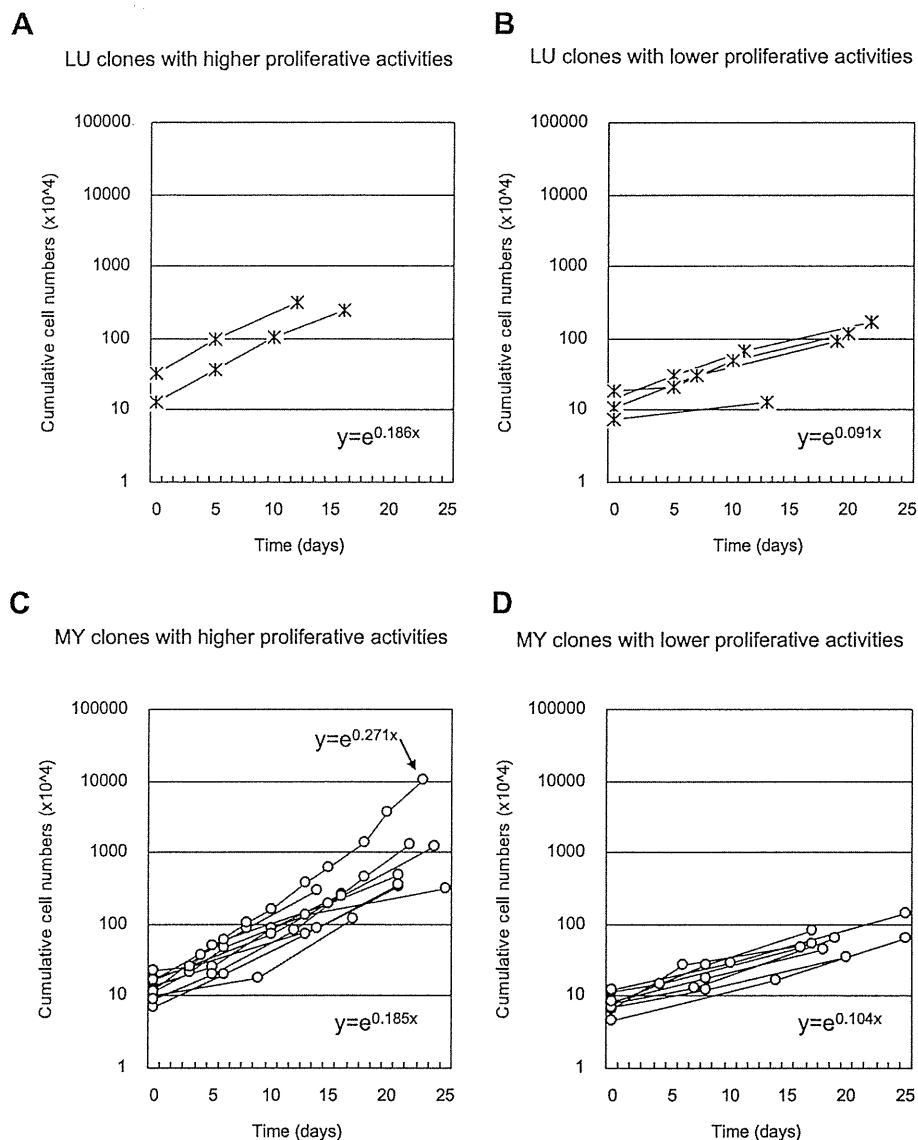 A
LU clones with higher proliferative activities
Cumulative cell numbers (x10^4)
100000
10000
1000
100
10
1
y=e0.186x
0 5 10 15 20 25
Time (days)
B
LU clones with lower proliferative activities
Cumulative cell numbers (x10^4)
100000
10000
1000
100
10
1
y=e0.091x
0 5 10 15 20 25
Time (days)
C
MY clones with higher proliferative activities
Cumulative cell numbers (x10^4)
100000
10000
1000
100
10
1
y=e0.271x
y=e0.185x
0 5 10 15 20 25
Time (days)
D
MY clones with lower proliferative activities
Cumulative cell numbers (x10^4)
100000
10000
1000
100
10
1
y=e0.104x
0 5 10 15 20 25
Time (days)